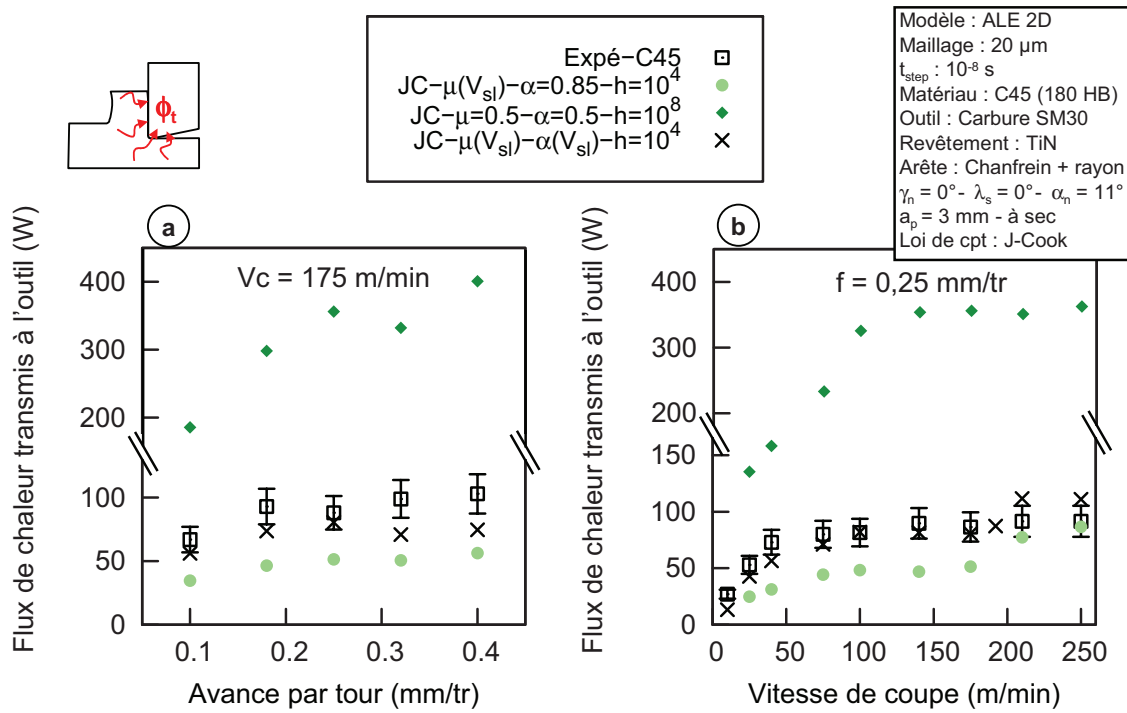 ϕt
Expé−C45
JC−μ(Vsl)−α=0.85−h=10⁴
JC−μ=0.5−α=0.5−h=10⁸
JC−μ(Vsl)−α(Vsl)−h=10⁴
Modèle : ALE 2D
Maillage : 20 μm
tstep : 10⁻⁸ s
Matériau : C45 (180 HB)
Outil : Carbure SM30
Revêtement : TiN
Arête : Chanfrein + rayon
γn = 0° - λs = 0° - αn = 11°
ap = 3 mm - à sec
Loi de cpt : J-Cook
a
Vc = 175 m/min
Flux de chaleur transmis à l'outil (W)
400
300
200
100
50
0
0.1 0.2 0.3 0.4
Avance par tour (mm/tr)
b
f = 0,25 mm/tr
Flux de chaleur transmis à l'outil (W)
400
300
200
150
100
50
0
0 50 100 150 200 250
Vitesse de coupe (m/min)